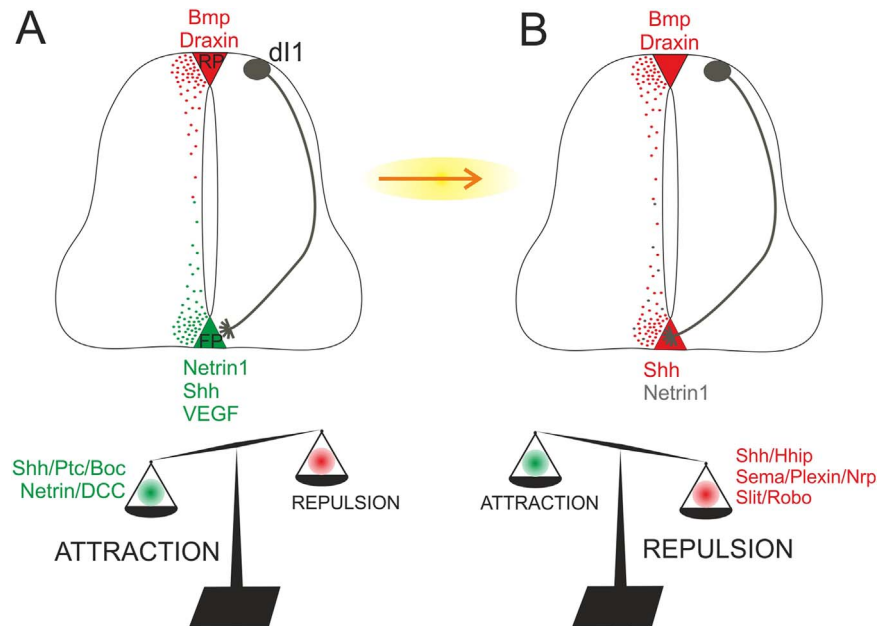 A
Bmp
Draxin
RP
dI1
FP
Netrin1
Shh
VEGF
Shh/Ptc/Boc
Netrin/DCC
REPULSION
ATTRACTION
B
Bmp
Draxin
Shh
Netrin1
ATTRACTION
Shh/Hhip
Sema/Plexin/Nrp
Slit/Robo
REPULSION